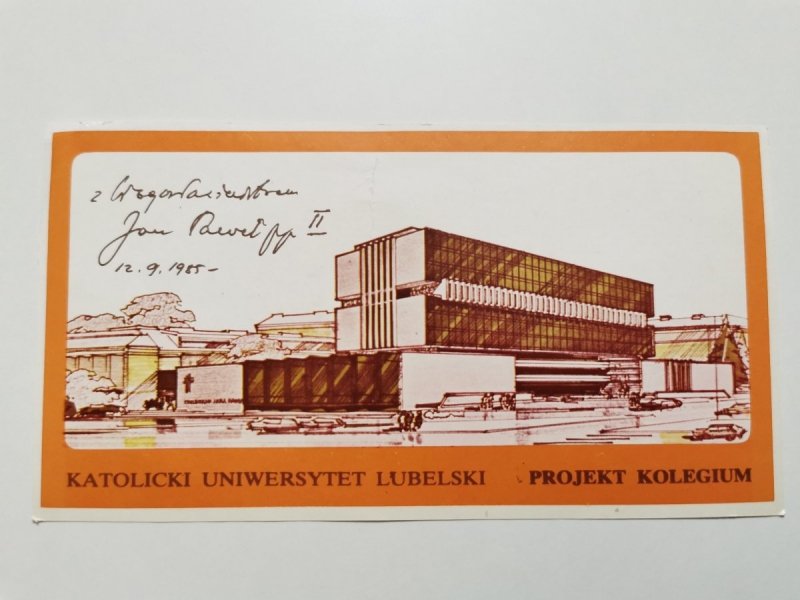 z błogosławieństwem
Jan Paweł pp II
12.9.1985-
KATOLICKI UNIWERSYTET LUBELSKI PROJEKT KOLEGIUM